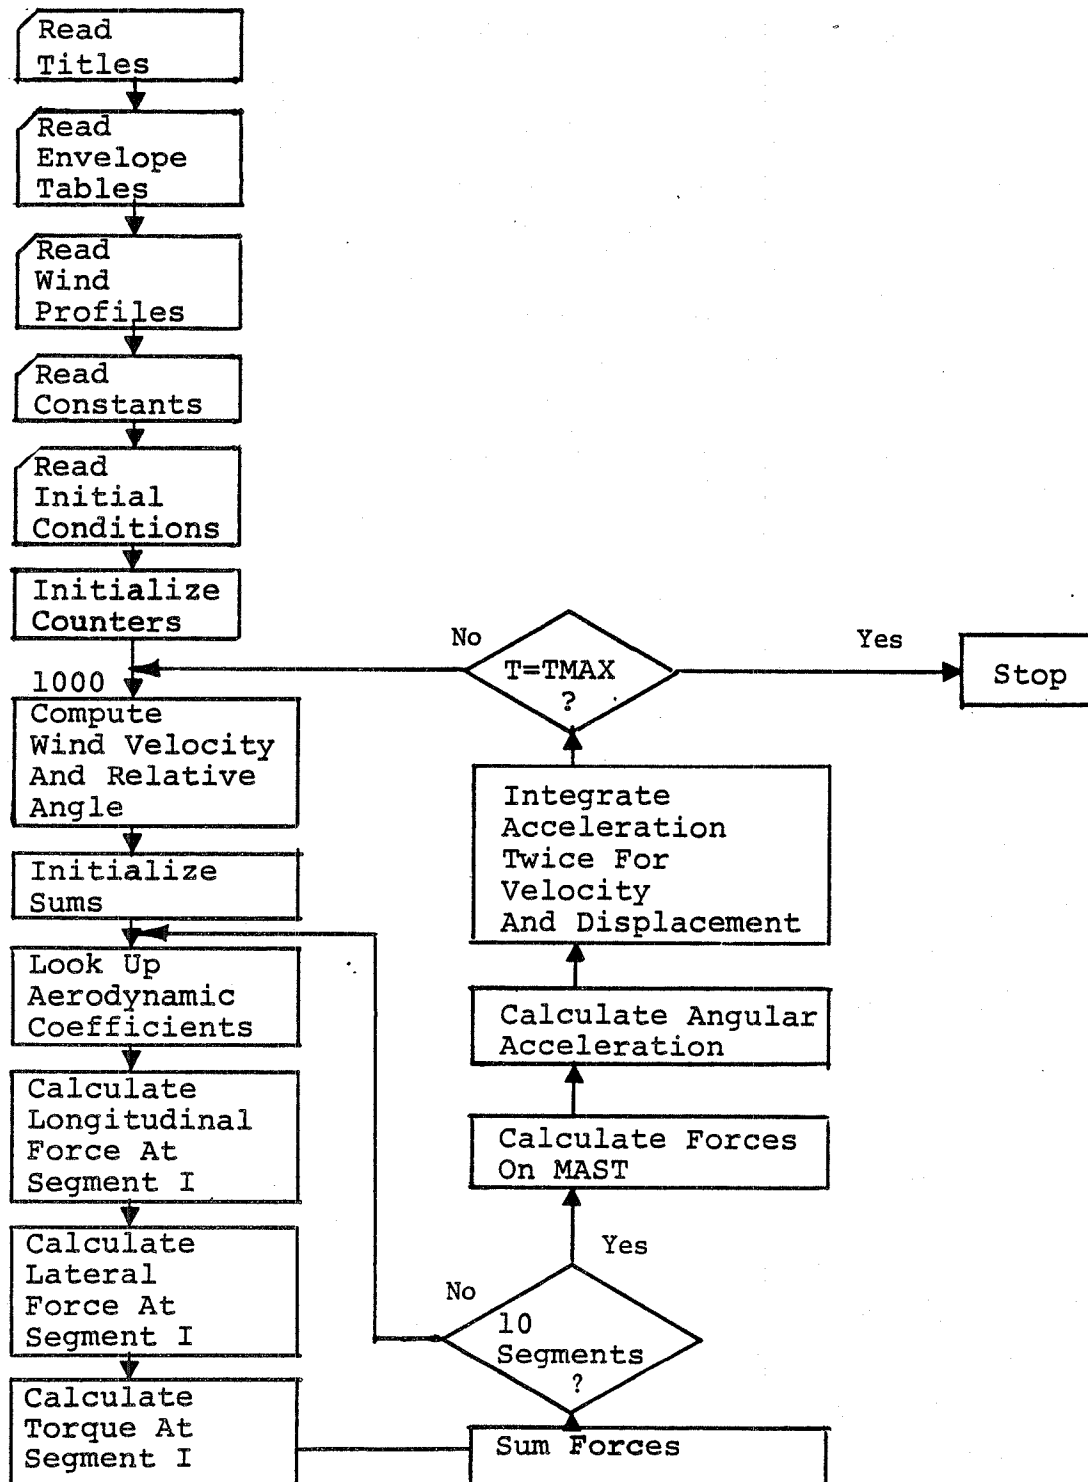 Read
Titles
Read
Envelope
Tables
Read
Wind
Profiles
Read
Constants
Read
Initial
Conditions
Initialize
Counters
1000
Compute
Wind Velocity
And Relative
Angle
Initialize
Sums
Look Up
Aerodynamic
Coefficients
Calculate
Longitudinal
Force At
Segment I
Calculate
Lateral
Force At
Segment I
Calculate
Torque At
Segment I
Sum Forces
No
10
Segments
?
Yes
Calculate Forces
On MAST
Calculate Angular
Acceleration
Integrate
Acceleration
Twice For
Velocity
And Displacement
No
T=TMAX
?
Yes
Stop